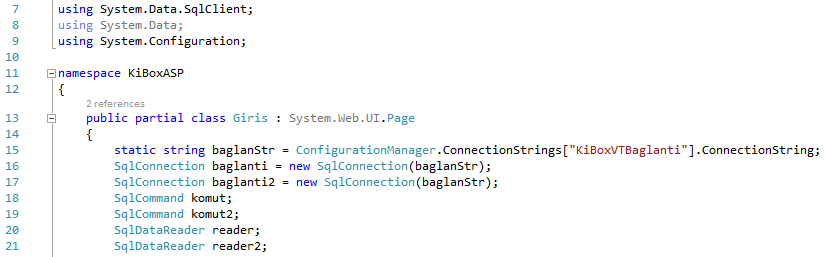 7 using System.Data.SqlClient;
8 using System.Data;
9 using System.Configuration;
10
11 namespace KiBoxASP
12 {
2 references
13 public partial class Giris : System.Web.UI.Page
14 {
15 static string baglanStr = ConfigurationManager.ConnectionStrings["KiBoxVTBaglanti"].ConnectionString;
16 SqlConnection baglanti = new SqlConnection(baglanStr);
17 SqlConnection baglanti2 = new SqlConnection(baglanStr);
18 SqlCommand komut;
19 SqlCommand komut2;
20 SqlDataReader reader;
21 SqlDataReader reader2;